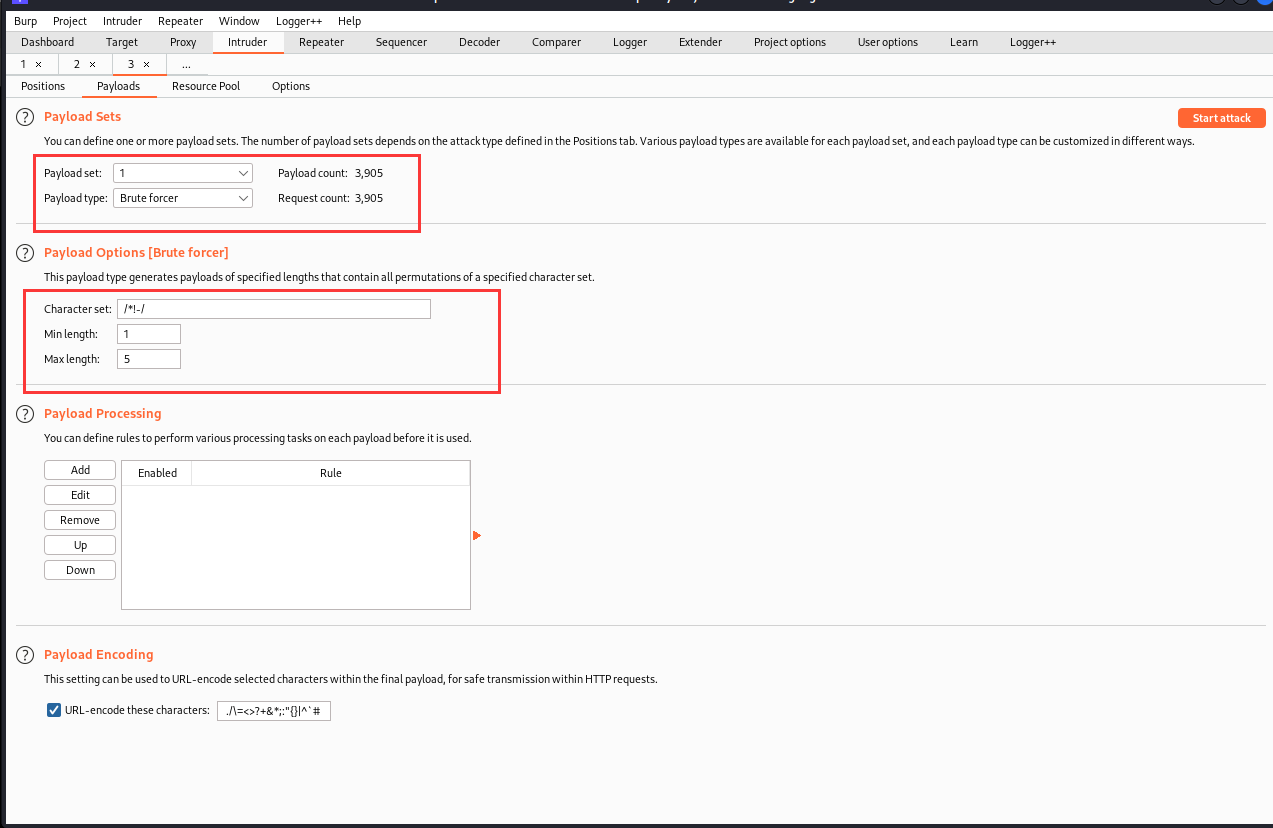 Burp Project Intruder Repeater Window Logger++ Help
Dashboard Target Proxy Intruder Repeater Sequencer Decoder Comparer Logger Extender Project options User options Learn Logger++
1 × 2 × 3 × ...
Positions Payloads Resource Pool Options
? Payload Sets Start attack
You can define one or more payload sets. The number of payload sets depends on the attack type defined in the Positions tab. Various payload types are available for each payload set, and each payload type can be customized in different ways.
Payload set: 1 Payload count: 3,905
Payload type: Brute forcer Request count: 3,905
? Payload Options [Brute forcer]
This payload type generates payloads of specified lengths that contain all permutations of a specified character set.
Character set: /*!-/
Min length: 1
Max length: 5
? Payload Processing
You can define rules to perform various processing tasks on each payload before it is used.
Add Enabled Rule
Edit
Remove
Up
Down
? Payload Encoding
This setting can be used to URL-encode selected characters within the final payload, for safe transmission within HTTP requests.
URL-encode these characters: ./\=<>?+&*;:"{}|^`#